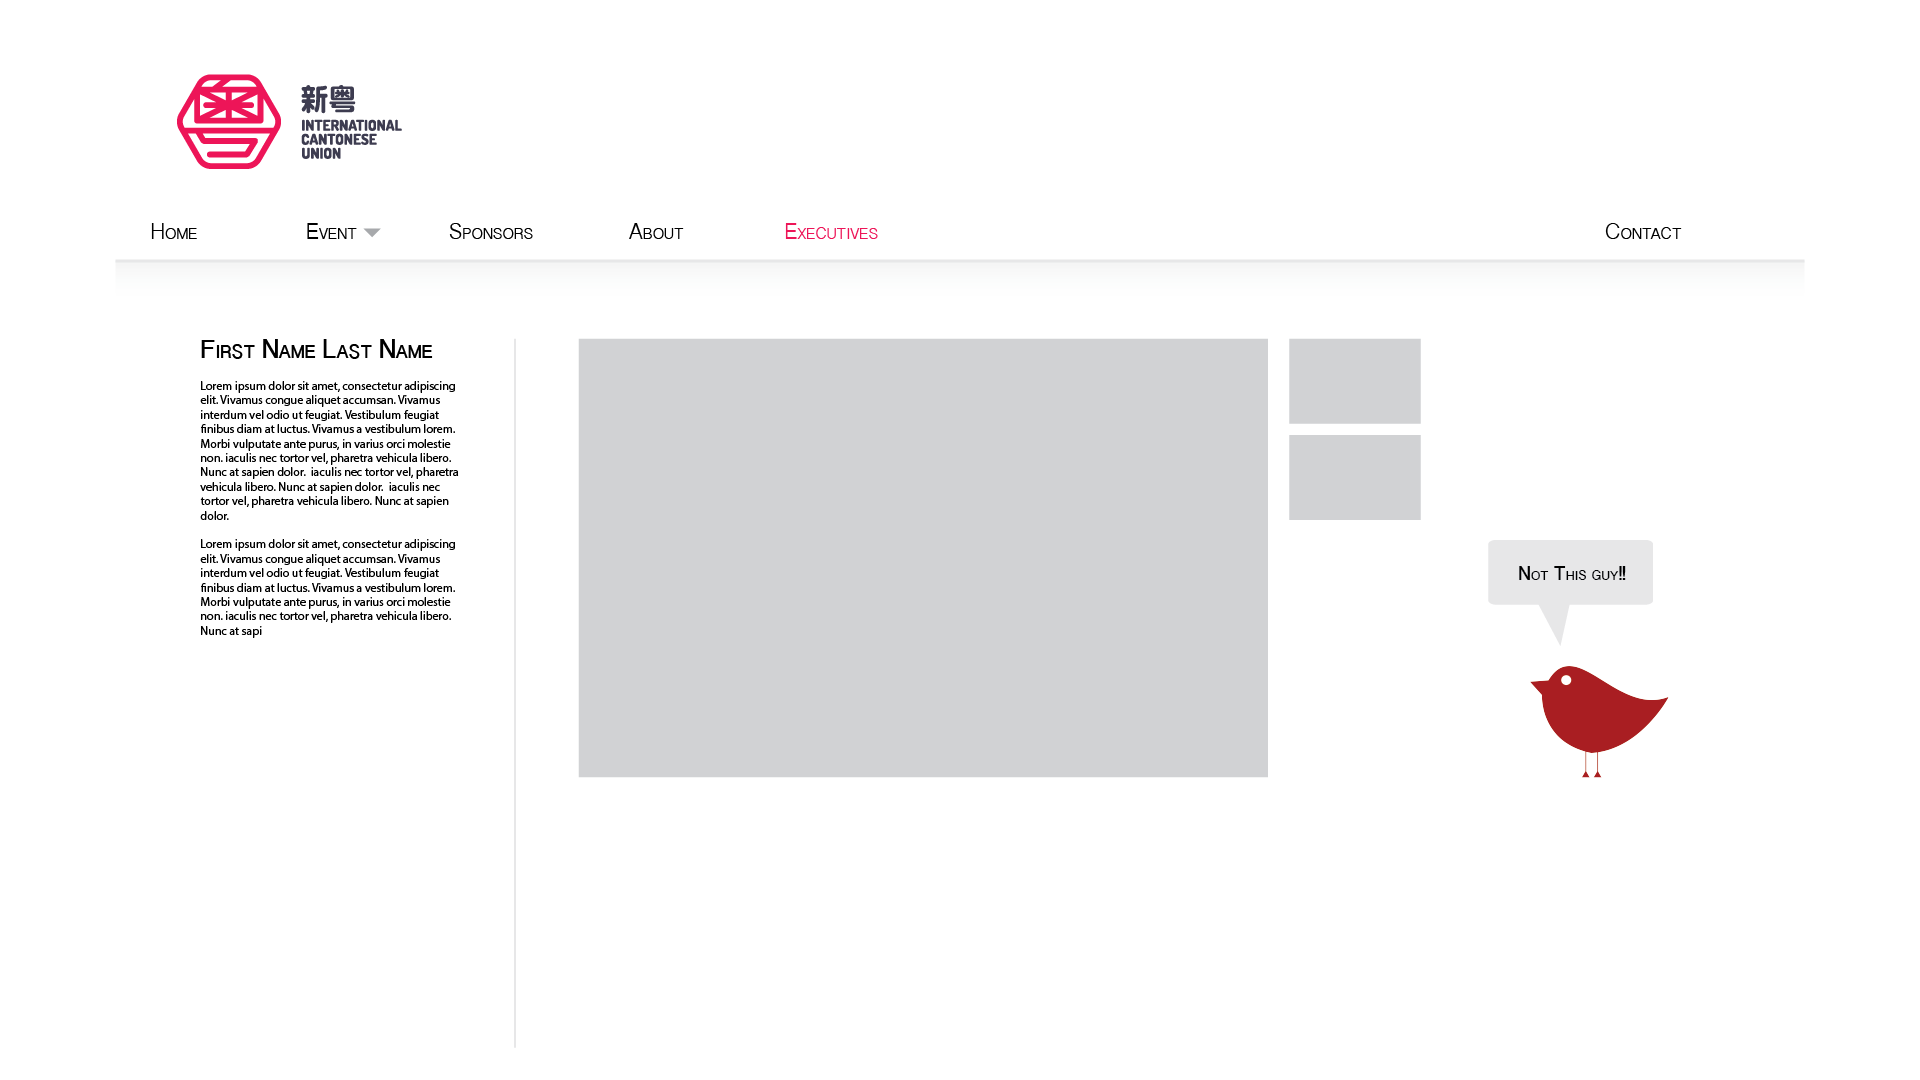 新粤
INTERNATIONAL
CANTONESE
UNION
Home
Event
Sponsors
About
Executives
Contact
First Name Last Name
Lorem ipsum dolor sit amet, consectetur adipiscing
elit. Vivamus congue aliquet accumsan. Vivamus
interdum vel odio ut feugiat. Vestibulum feugiat
finibus diam at luctus. Vivamus a vestibulum lorem.
Morbi vulputate ante purus, in varius orci molestie
non. iaculis nec tortor vel, pharetra vehicula libero.
Nunc at sapien dolor.  iaculis nec tortor vel, pharetra
vehicula libero. Nunc at sapien dolor.  iaculis nec
tortor vel, pharetra vehicula libero. Nunc at sapien
dolor.
Lorem ipsum dolor sit amet, consectetur adipiscing
elit. Vivamus congue aliquet accumsan. Vivamus
interdum vel odio ut feugiat. Vestibulum feugiat
finibus diam at luctus. Vivamus a vestibulum lorem.
Morbi vulputate ante purus, in varius orci molestie
non. iaculis nec tortor vel, pharetra vehicula libero.
Nunc at sapi
Not This guy!!